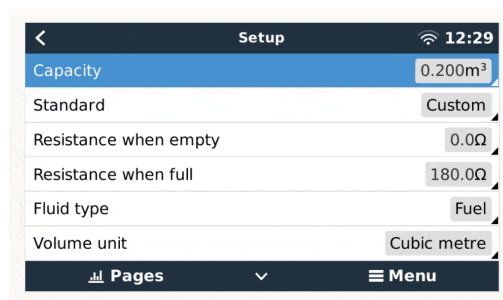 Setup 12:29
Capacity 0.200m³
Standard Custom
Resistance when empty 0.0Ω
Resistance when full 180.0Ω
Fluid type Fuel
Volume unit Cubic metre
Pages Menu